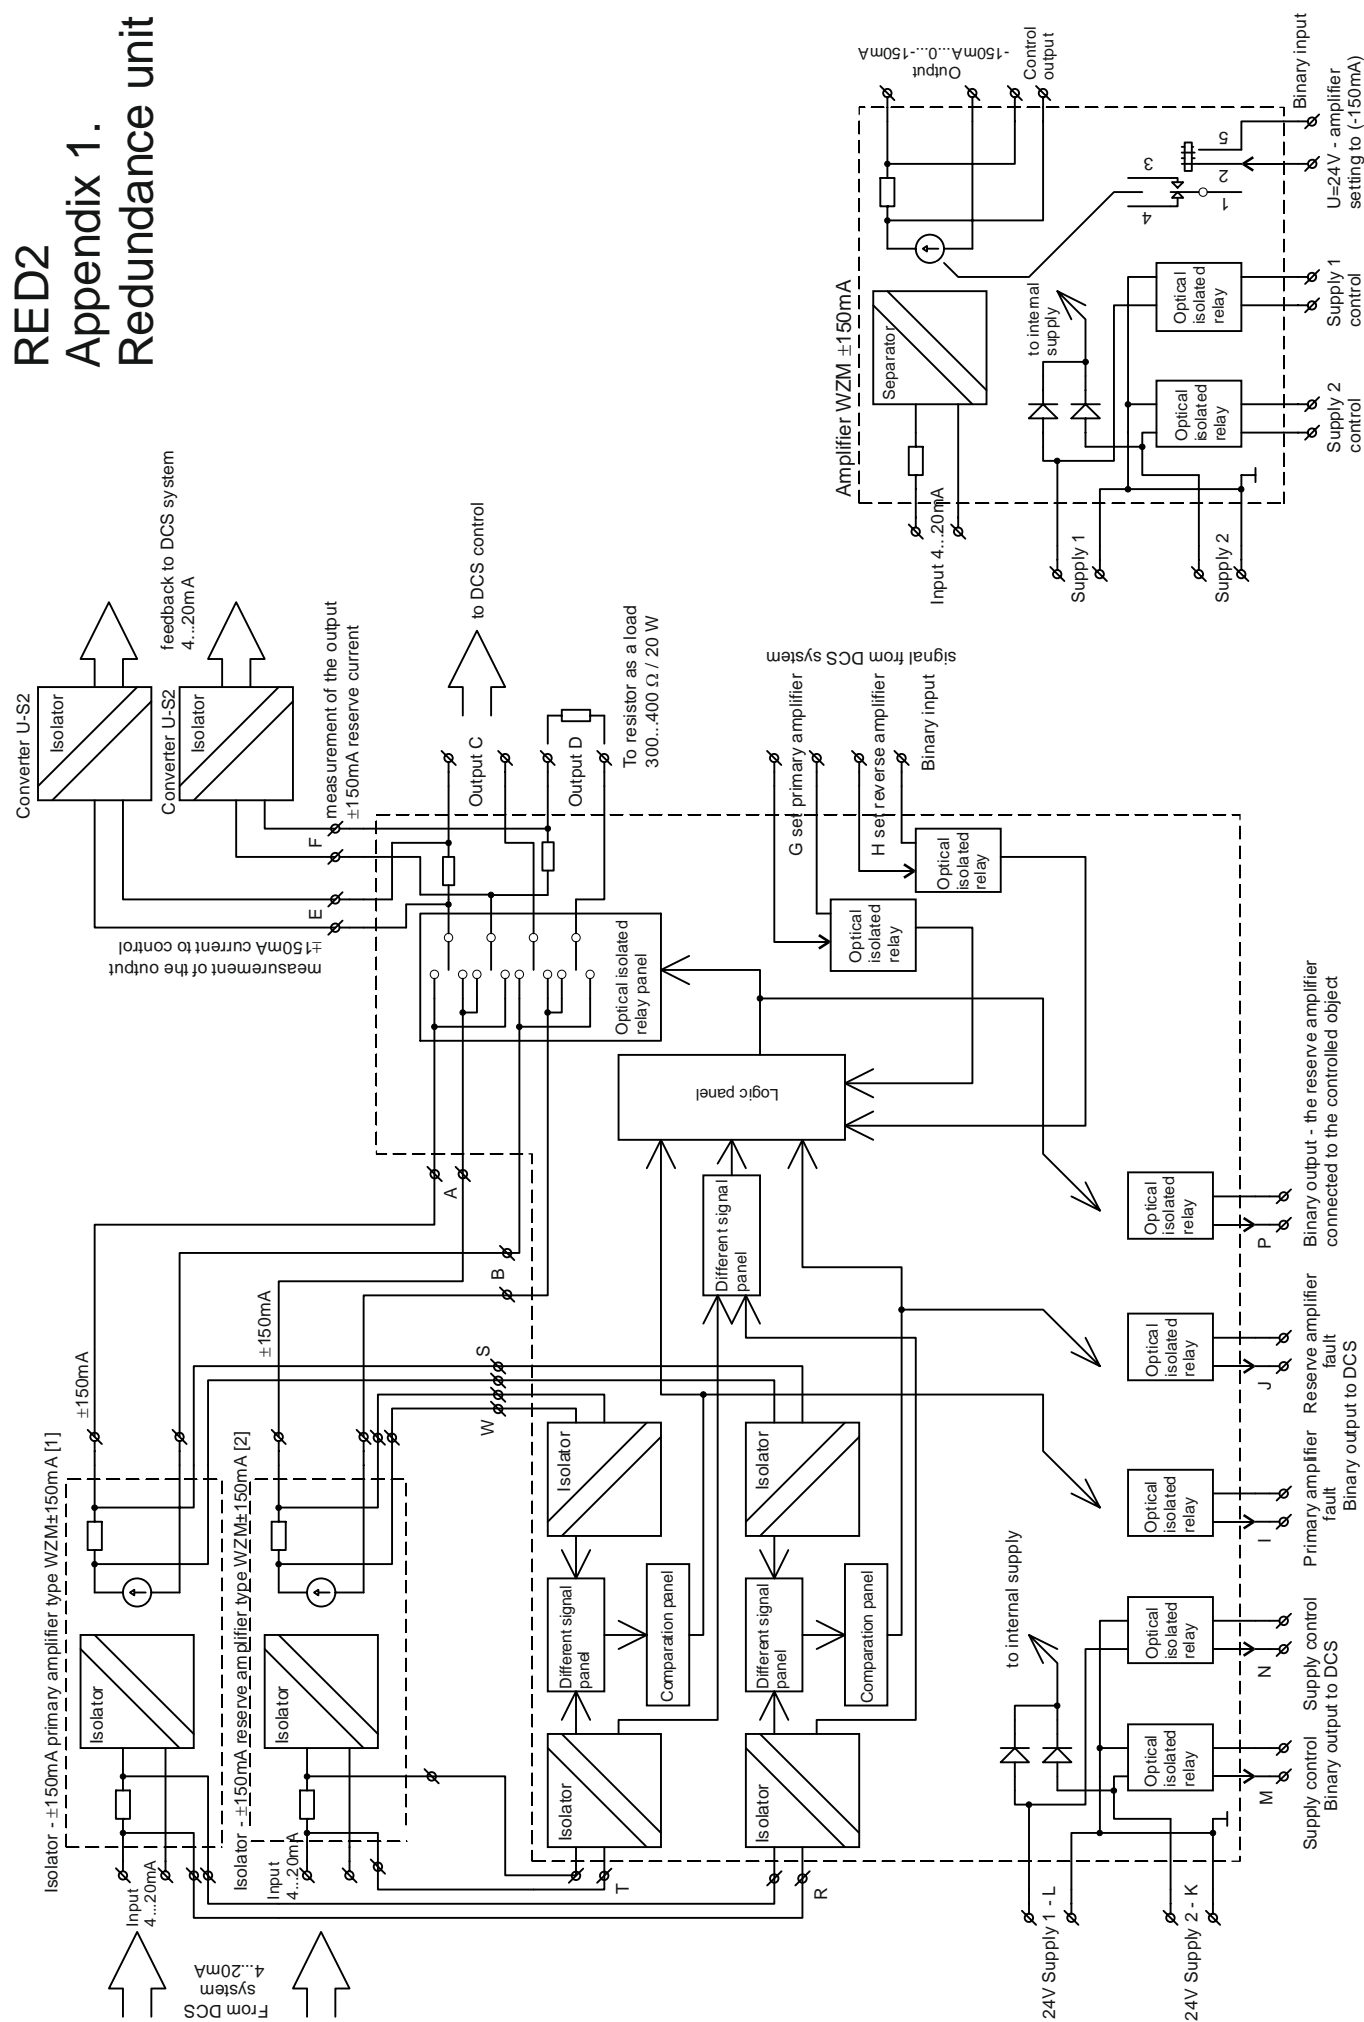 RED2
Appendix 1.
Redundance unit
Converter U-S2
Isolator
Converter U-S2
Isolator
feedback to DCS system
4...20mA
measurement of the output
±150mA reserve current
F
E
measurement of the output
±150mA current to control
to DCS control
Output C
Output D
To resistor as a load
300...400 Ω / 20 W
Optical isolated
relay panel
signal from DCS system
G set primary amplifier
H set reverse amplifier
Binary input
Optical
isolated
relay
Optical
isolated
relay
Logic panel
Different signal
panel
A
B
S
W
±150mA
±150mA
Isolator - ±150mA primary amplifier type WZM±150mA [1]
Isolator
Input
4...20mA
Isolator - ±150mA reserve amplifier type WZM±150mA [2]
Isolator
Input
4...20mA
From DCS
system
4...20mA
T
R
Isolator
Different signal
panel
Isolator
Comparation panel
Isolator
Different signal
panel
Isolator
Comparation panel
24V Supply 1 - L
24V Supply 2 - K
to internal supply
Optical
isolated
relay
M
Supply control
Optical
isolated
relay
N
Supply control
Binary output to DCS
Optical
isolated
relay
I
Primary amplifier
fault
Optical
isolated
relay
J
Reserve amplifier
fault
Binary output to DCS
Optical
isolated
relay
P
Binary output - the reserve amplifier
connected to the controlled object
Amplifier WZM ±150mA
Separator
Input 4...20mA
Output
-150mA...0...-150mA
Control
output
Supply 1
Supply 2
to internal
supply
Optical
isolated
relay
Supply 2
control
Optical
isolated
relay
Supply 1
control
1
2
3
4
5
U=24V - amplifier
setting to (-150mA)
Binary input